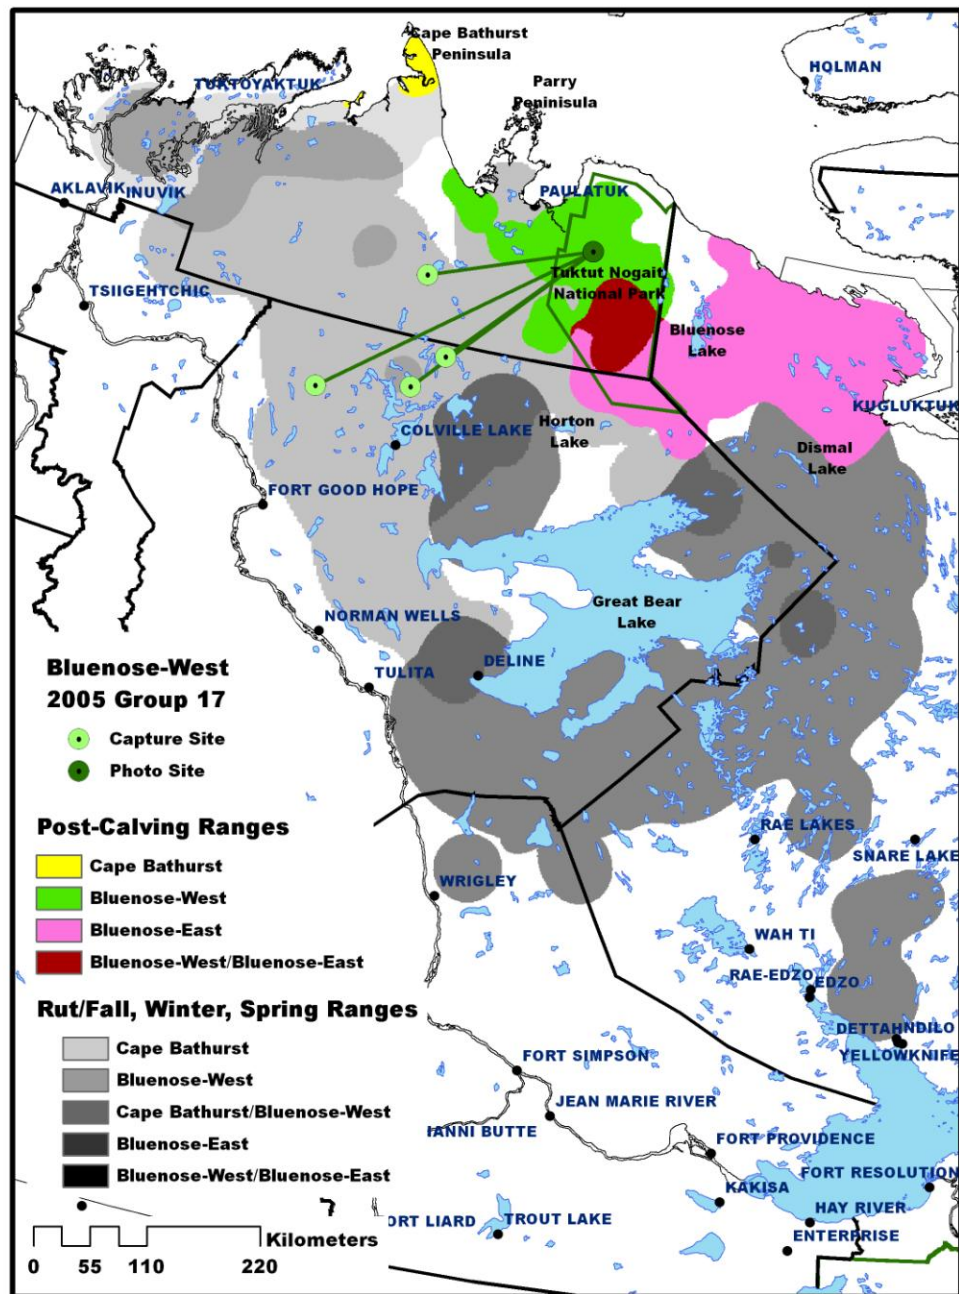 Cape Bathurst
Peninsula
HOLMAN
TUKTOYAKTUK
Parry
Peninisula
AKLAVIK
INUVIK
PAULATUK
TSIIGEHTCHIC
Tuktut Nogait
National Park
Bluenose
Lake
KUGLUKTUK
Horton
Lake
COLVILLE LAKE
Dismal
Lake
FORT GOOD HOPE
Great Bear
Lake
NORMAN WELLS
DELINE
TULITA
Bluenose-West
2005 Group 17
Capture Site
Photo Site
Post-Calving Ranges
Cape Bathurst
Bluenose-West
Bluenose-East
Bluenose-West/Bluenose-East
RAE LAKES
SNARE LAKE
WRIGLEY
WAH TI
RAE-EDZO
EDZO
DETTAH
NDILO
YELLOWKNIFE
Rut/Fall, Winter, Spring Ranges
Cape Bathurst
Bluenose-West
Cape Bathurst/Bluenose-West
Bluenose-East
Bluenose-West/Bluenose-East
FORT SIMPSON
JEAN MARIE RIVER
IANNI BUTTE
FORT PROVIDENCE
FORT RESOLUTION
KAKISA
HAY RIVER
ORT LIARD
TROUT LAKE
ENTERPRISE
Kilometers
0 55 110 220